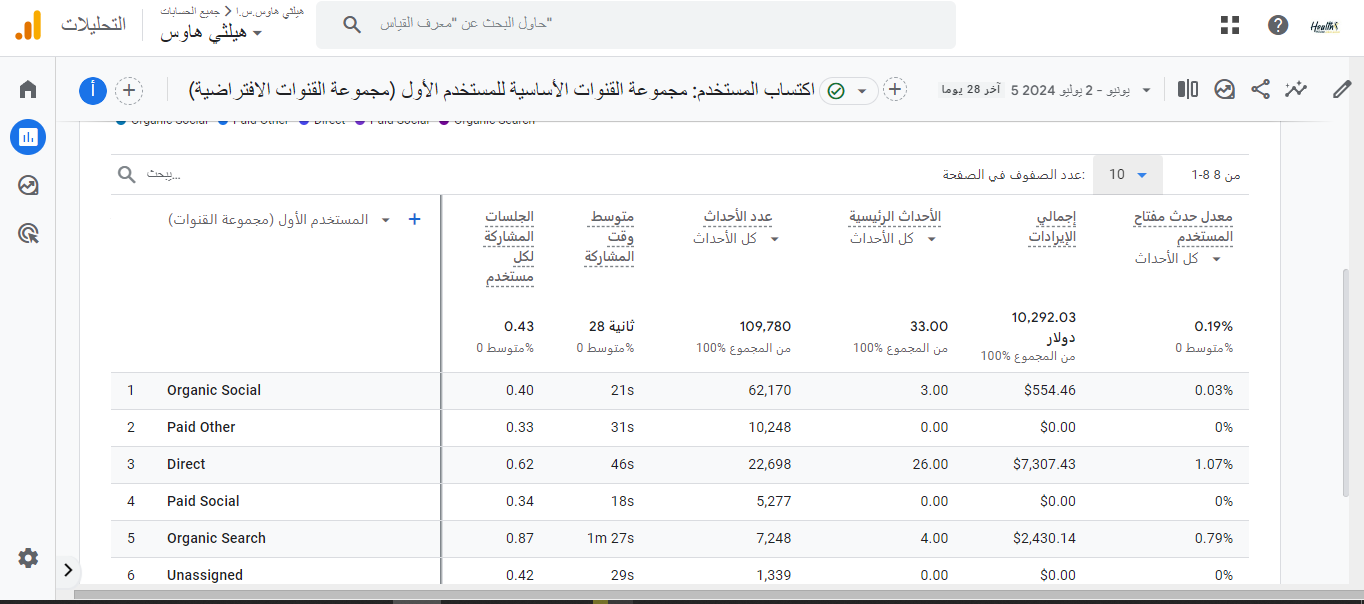 التحليلات
جميع الحسابات > هيلثي هاوس.س.ا
هيلثي هاوس
حاول البحث عن "معرف القياس"
أ
اكتساب المستخدم: مجموعة القنوات الأساسية للمستخدم الأول (مجموعة القنوات الافتراضية)
آخر 28 يوما 5 يونيو - 2 يوليو 2024
Organic Social Paid Other Direct Paid Social Organic Search
يبحث...
عدد الصفوف في الصفحة:
10
1-8 من 8
المستخدم الأول (مجموعة القنوات)
الجلسات المشاركة لكل مستخدم
متوسط وقت المشاركة
عدد الأحداث
كل الأحداث
الأحداث الرئيسية
كل الأحداث
إجمالي الإيرادات
معدل حدث مفتاح المستخدم
كل الأحداث
0.43 28 ثانية 109,780 33.00 10,292.03 دولار 0.19%
متوسط 0% متوسط 0% 100% من المجموع 100% من المجموع 100% من المجموع متوسط 0%
1 Organic Social 0.40 21s 62,170 3.00 $554.46 0.03%
2 Paid Other 0.33 31s 10,248 0.00 $0.00 0%
3 Direct 0.62 46s 22,698 26.00 $7,307.43 1.07%
4 Paid Social 0.34 18s 5,277 0.00 $0.00 0%
5 Organic Search 0.87 1m 27s 7,248 4.00 $2,430.14 0.79%
6 Unassigned 0.42 29s 1,339 0.00 $0.00 0%